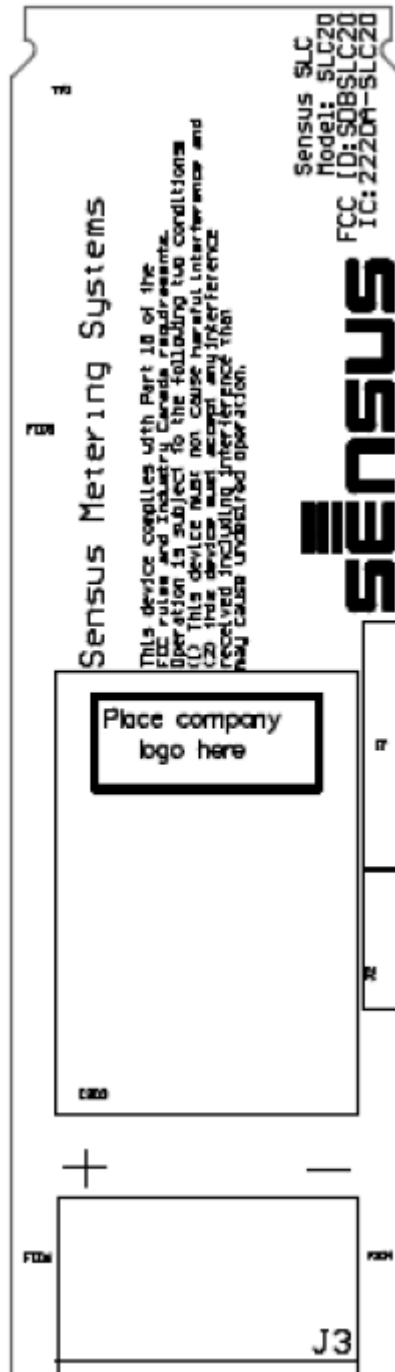 Sensus SLC
Model: SLC20
FCC ID:SDBSLC20
IC:2220A-SLC20
sensus
Sensus Metering Systems
This device complies with Part 18 of the
FCC rules and Industry Canada requirements.
Operation is subject to the following two conditions
(1) This device must not cause harmful interference and
(2) this device must accept any interference
received including interference that
may cause undesired operation.
Place company
logo here
+
-
J3